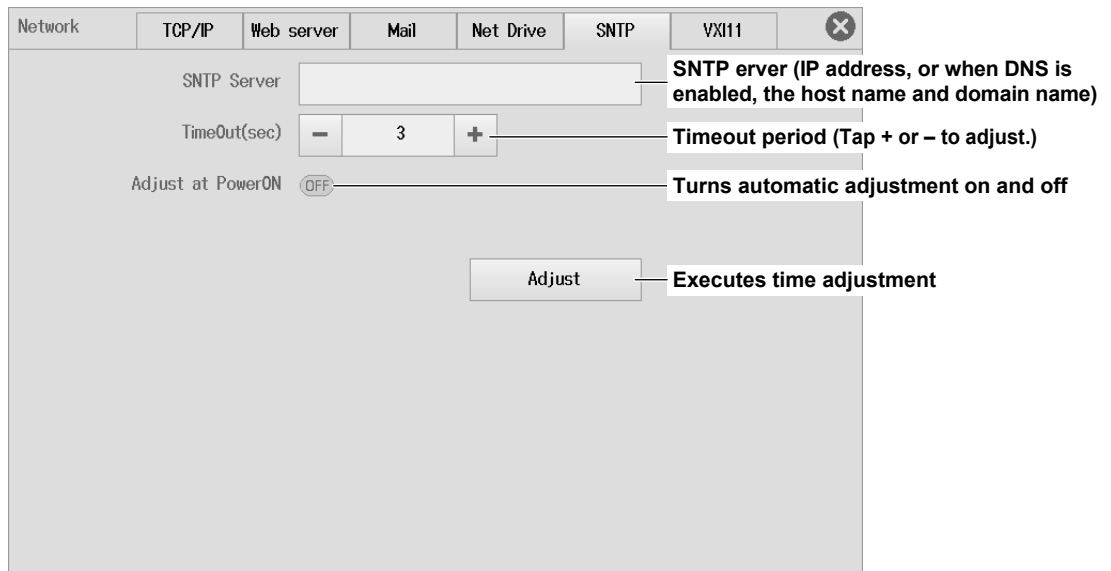 Network TCP/IP Web server Mail Net Drive SNTP VXI11
SNTP Server
SNTP erver (IP address, or when DNS is
enabled, the host name and domain name)
TimeOut(sec) − 3 + Timeout period (Tap + or – to adjust.)
Adjust at PowerON OFF Turns automatic adjustment on and off
Adjust Executes time adjustment